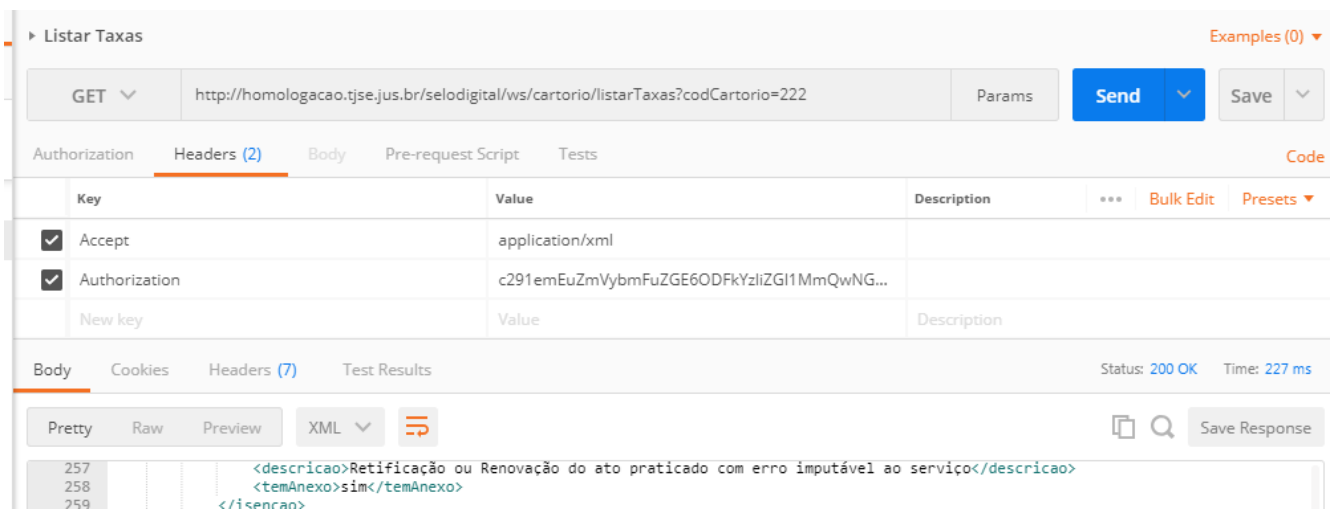 Listar Taxas Examples (0)
GET http://homologacao.tjse.jus.br/selodigital/ws/cartorio/listarTaxas?codCartorio=222 Params Send Save
Authorization Headers (2) Body Pre-request Script Tests Code
Key Value Description ••• Bulk Edit Presets
Accept application/xml
Authorization c291emEuZmVybmFuZGE6ODFkYzliZGI1MmQwNG...
New key Value Description
Body Cookies Headers (7) Test Results Status: 200 OK Time: 227 ms
Pretty Raw Preview XML Save Response
257 <descricao>Retificação ou Renovação do ato praticado com erro imputável ao serviço</descricao>
258 <temAnexo>sim</temAnexo>
259 </isencao>